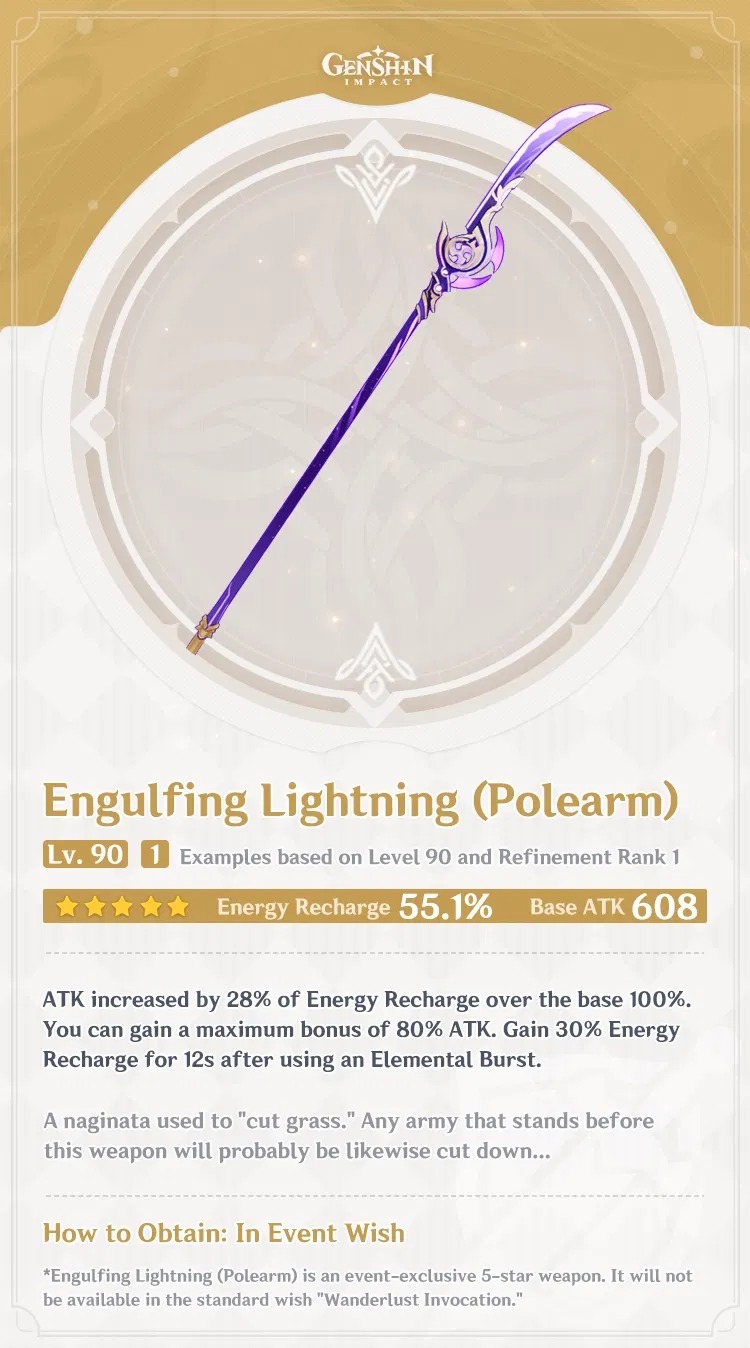 GENSHIN
IMPACT
Engulfing Lightning (Polearm)
Lv. 90 1 Examples based on Level 90 and Refinement Rank 1
Energy Recharge 55.1% Base ATK 608
ATK increased by 28% of Energy Recharge over the base 100%.
You can gain a maximum bonus of 80% ATK. Gain 30% Energy
Recharge for 12s after using an Elemental Burst.
A naginata used to "cut grass." Any army that stands before
this weapon will probably be likewise cut down...
How to Obtain: In Event Wish
*Engulfing Lightning (Polearm) is an event-exclusive 5-star weapon. It will not
be available in the standard wish "Wanderlust Invocation."